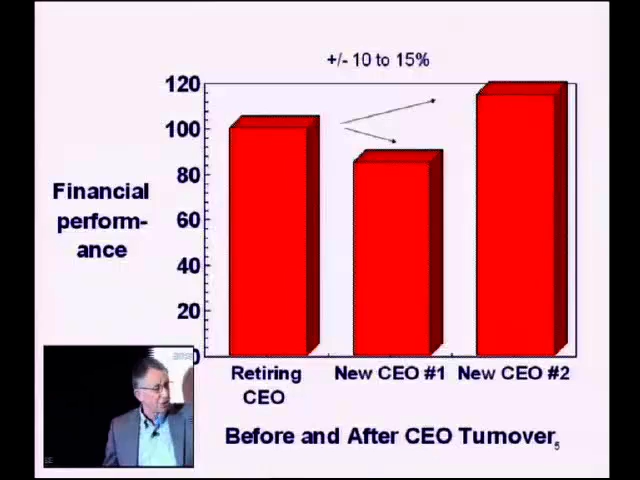 +/- 10 to 15%
120
100
80
60
40
20
0
Financial
perform-
ance
Retiring
CEO
New CEO #1
New CEO #2
Before and After CEO Turnover
5